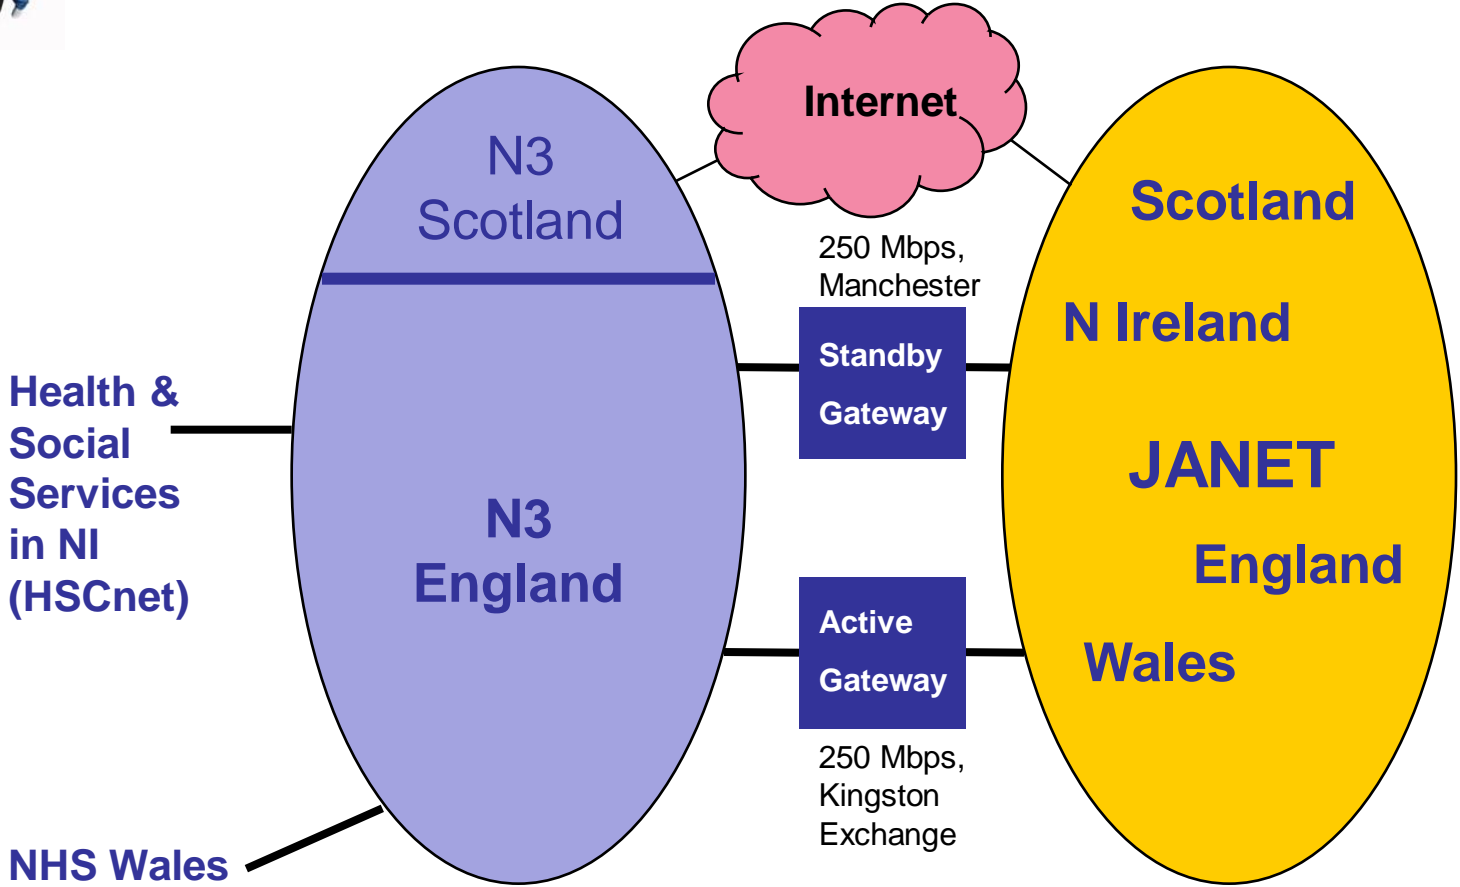 Internet
N3
Scotland
250 Mbps,
Manchester
Standby
Gateway
Health &
Social
Services
in NI
(HSCnet)
N3
England
Active
Gateway
250 Mbps,
Kingston
Exchange
NHS Wales
Scotland
N Ireland
JANET
England
Wales